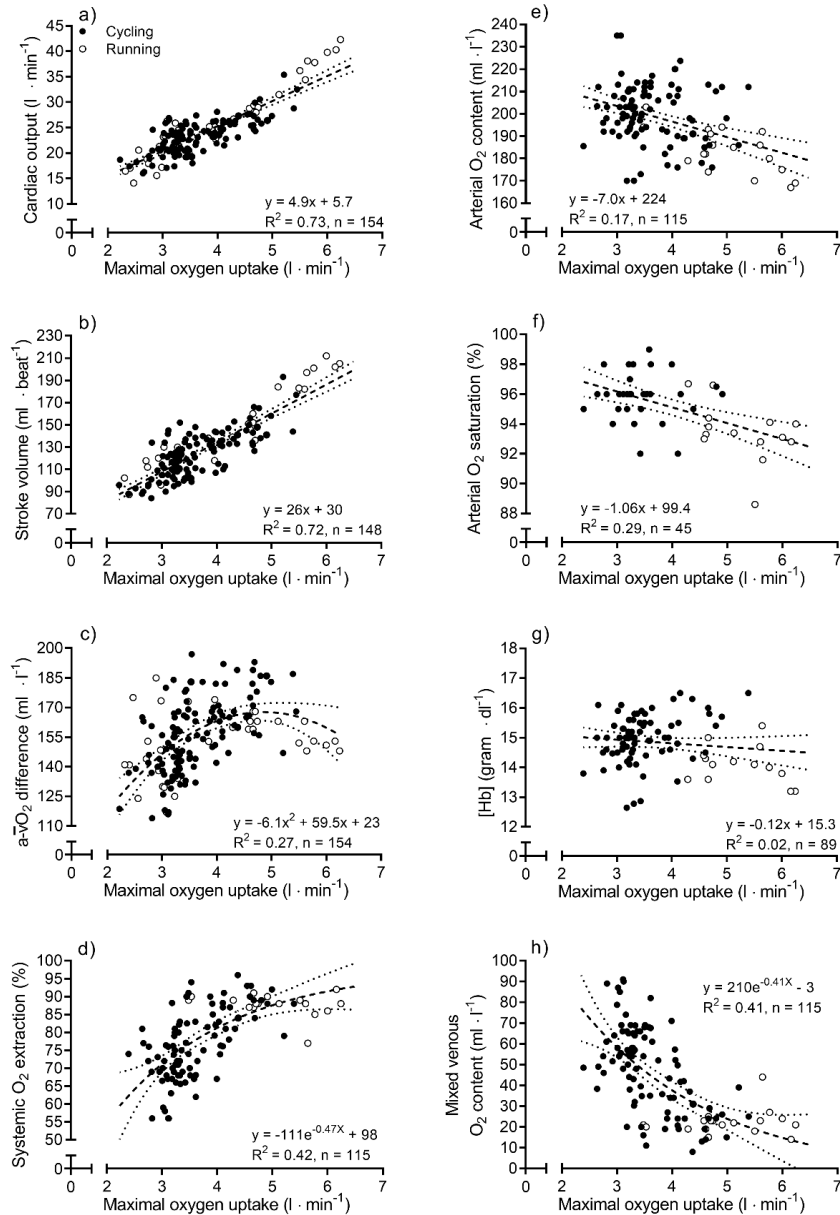 a)
Cycling
Running
Cardiac output (l · min⁻¹)
45
40
35
30
25
20
15
10
0
y = 4.9x + 5.7
R² = 0.73, n = 154
0 2 3 4 5 6 7
Maximal oxygen uptake (l · min⁻¹)
e)
Arterial O₂ content (ml · l⁻¹)
240
230
220
210
200
190
180
170
160
0
y = -7.0x + 224
R² = 0.17, n = 115
0 2 3 4 5 6 7
Maximal oxygen uptake (l · min⁻¹)
b)
Stroke volume (ml · beat⁻¹)
230
210
190
170
150
130
110
90
70
0
y = 26x + 30
R² = 0.72, n = 148
0 2 3 4 5 6 7
Maximal oxygen uptake (l · min⁻¹)
f)
Arterial O₂ saturation (%)
100
98
96
94
92
90
88
0
y = -1.06x + 99.4
R² = 0.29, n = 45
0 2 3 4 5 6 7
Maximal oxygen uptake (l · min⁻¹)
c)
a-v̄O₂ difference (ml · l⁻¹)
200
185
170
155
140
125
110
0
y = -6.1x² + 59.5x + 23
R² = 0.27, n = 154
0 2 3 4 5 6 7
Maximal oxygen uptake (l · min⁻¹)
g)
[Hb] (gram · dl⁻¹)
18
17
16
15
14
13
12
0
y = -0.12x + 15.3
R² = 0.02, n = 89
0 2 3 4 5 6 7
Maximal oxygen uptake (l · min⁻¹)
d)
Systemic O₂ extraction (%)
100
95
90
85
80
75
70
65
60
55
50
0
y = -111e⁻⁰·⁴⁷ˣ + 98
R² = 0.42, n = 115
0 2 3 4 5 6 7
Maximal oxygen uptake (l · min⁻¹)
h)
Mixed venous
O₂ content (ml · l⁻¹)
100
90
80
70
60
50
40
30
20
10
0
y = 210e⁻⁰·⁴¹ˣ - 3
R² = 0.41, n = 115
0 2 3 4 5 6 7
Maximal oxygen uptake (l · min⁻¹)